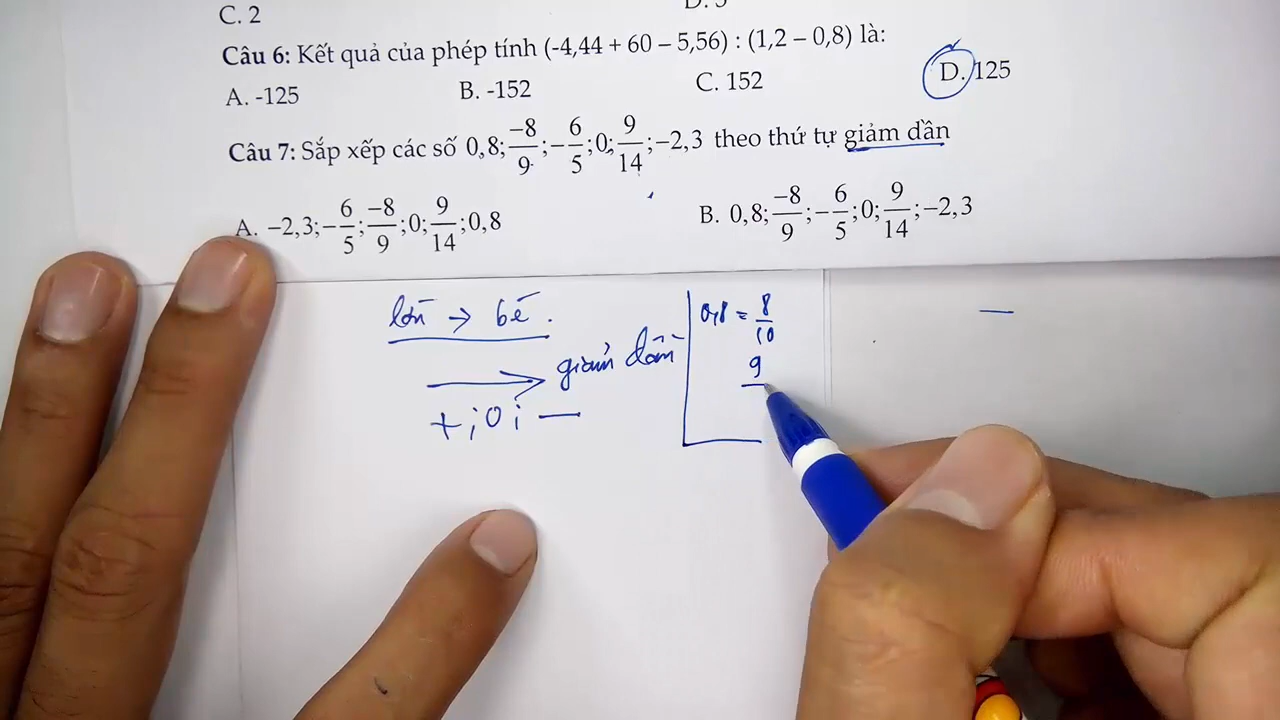 C. 2
D. 5
Câu 6: Kết quả của phép tính (-4,44 + 60 – 5,56) : (1,2 – 0,8) là:
A. -125 B. -152 C. 152 D. 125
Câu 7: Sắp xếp các số 0,8; -8/9; -6/5; 0; 9/14; -2,3 theo thứ tự giảm dần
A. -2,3; -6/5; -8/9; 0; 9/14; 0,8 B. 0,8; -8/9; -6/5; 0; 9/14; -2,3
lớn → bé.
→ giảm dần
+; 0; —
0,8 = 8/10
9
—